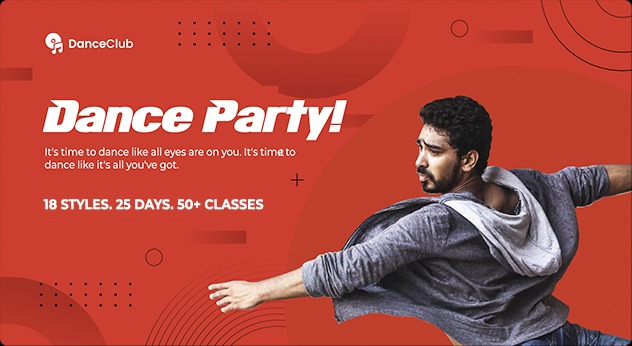 DanceClub
Dance Party!
It's time to dance like all eyes are on you. It's time to
dance like it's all you've got.
18 STYLES. 25 DAYS. 50+ CLASSES